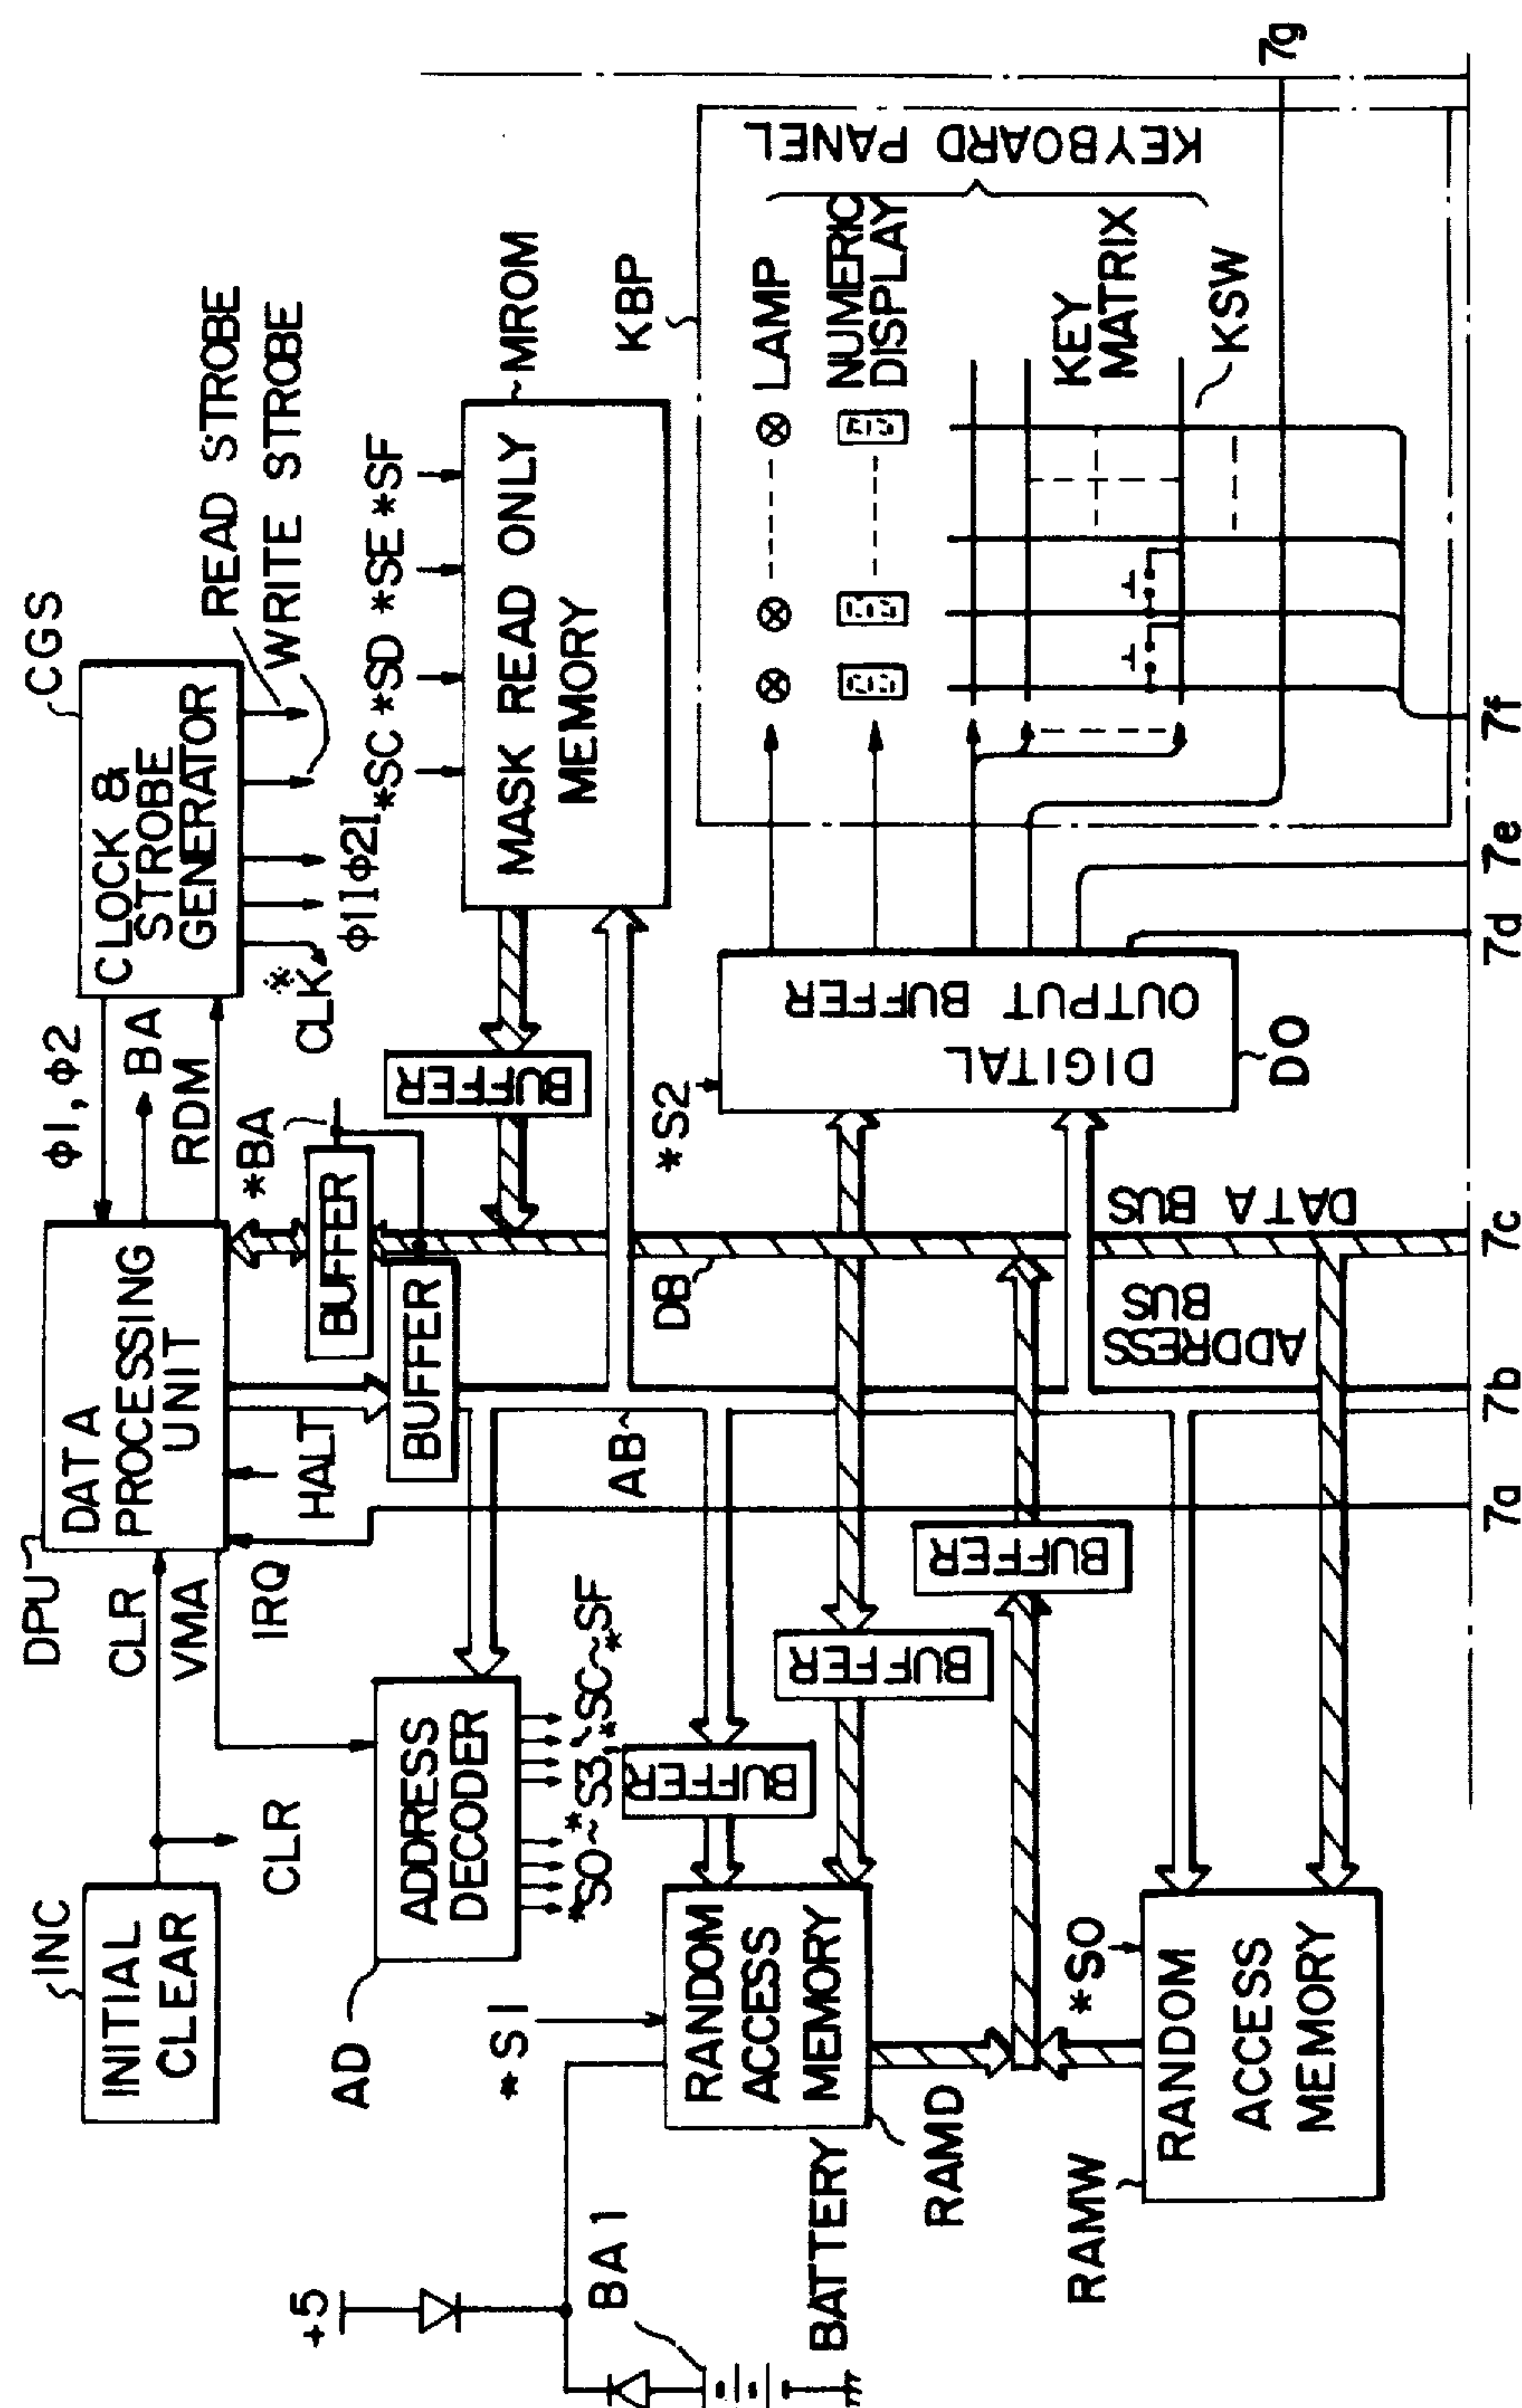 INC
INITIAL
CLEAR
CLR
CLR
VMA
DPU
DATA
PROCESSING
UNIT
IRQ
HALT
φ1, φ2
BA
RDM
*BA
CGS
CLOCK &
STROBE
GENERATOR
READ STROBE
WRITE STROBE
*
CLK
φ11 φ21
*SC *SD *SE *SF
MASK READ ONLY
MEMORY
MROM
BUFFER
BUFFER
BUFFER
AD
ADDRESS
DECODER
*S0~*S3, *SC~*SF
AB
DB
+5
BA 1
BATTERY
*S1
RANDOM
ACCESS
MEMORY
RAMD
BUFFER
BUFFER
BUFFER
*S0
RANDOM
ACCESS
MEMORY
RAMW
ADDRESS
BUS
DATA BUS
*S2
DIGITAL
OUTPUT BUFFER
DO
KBP
LAMP
NUMERIC
DISPLAY
KEY
MATRIX
KSW
KEYBOARD PANEL
7a
7b
7c
7d
7e
7f
7g